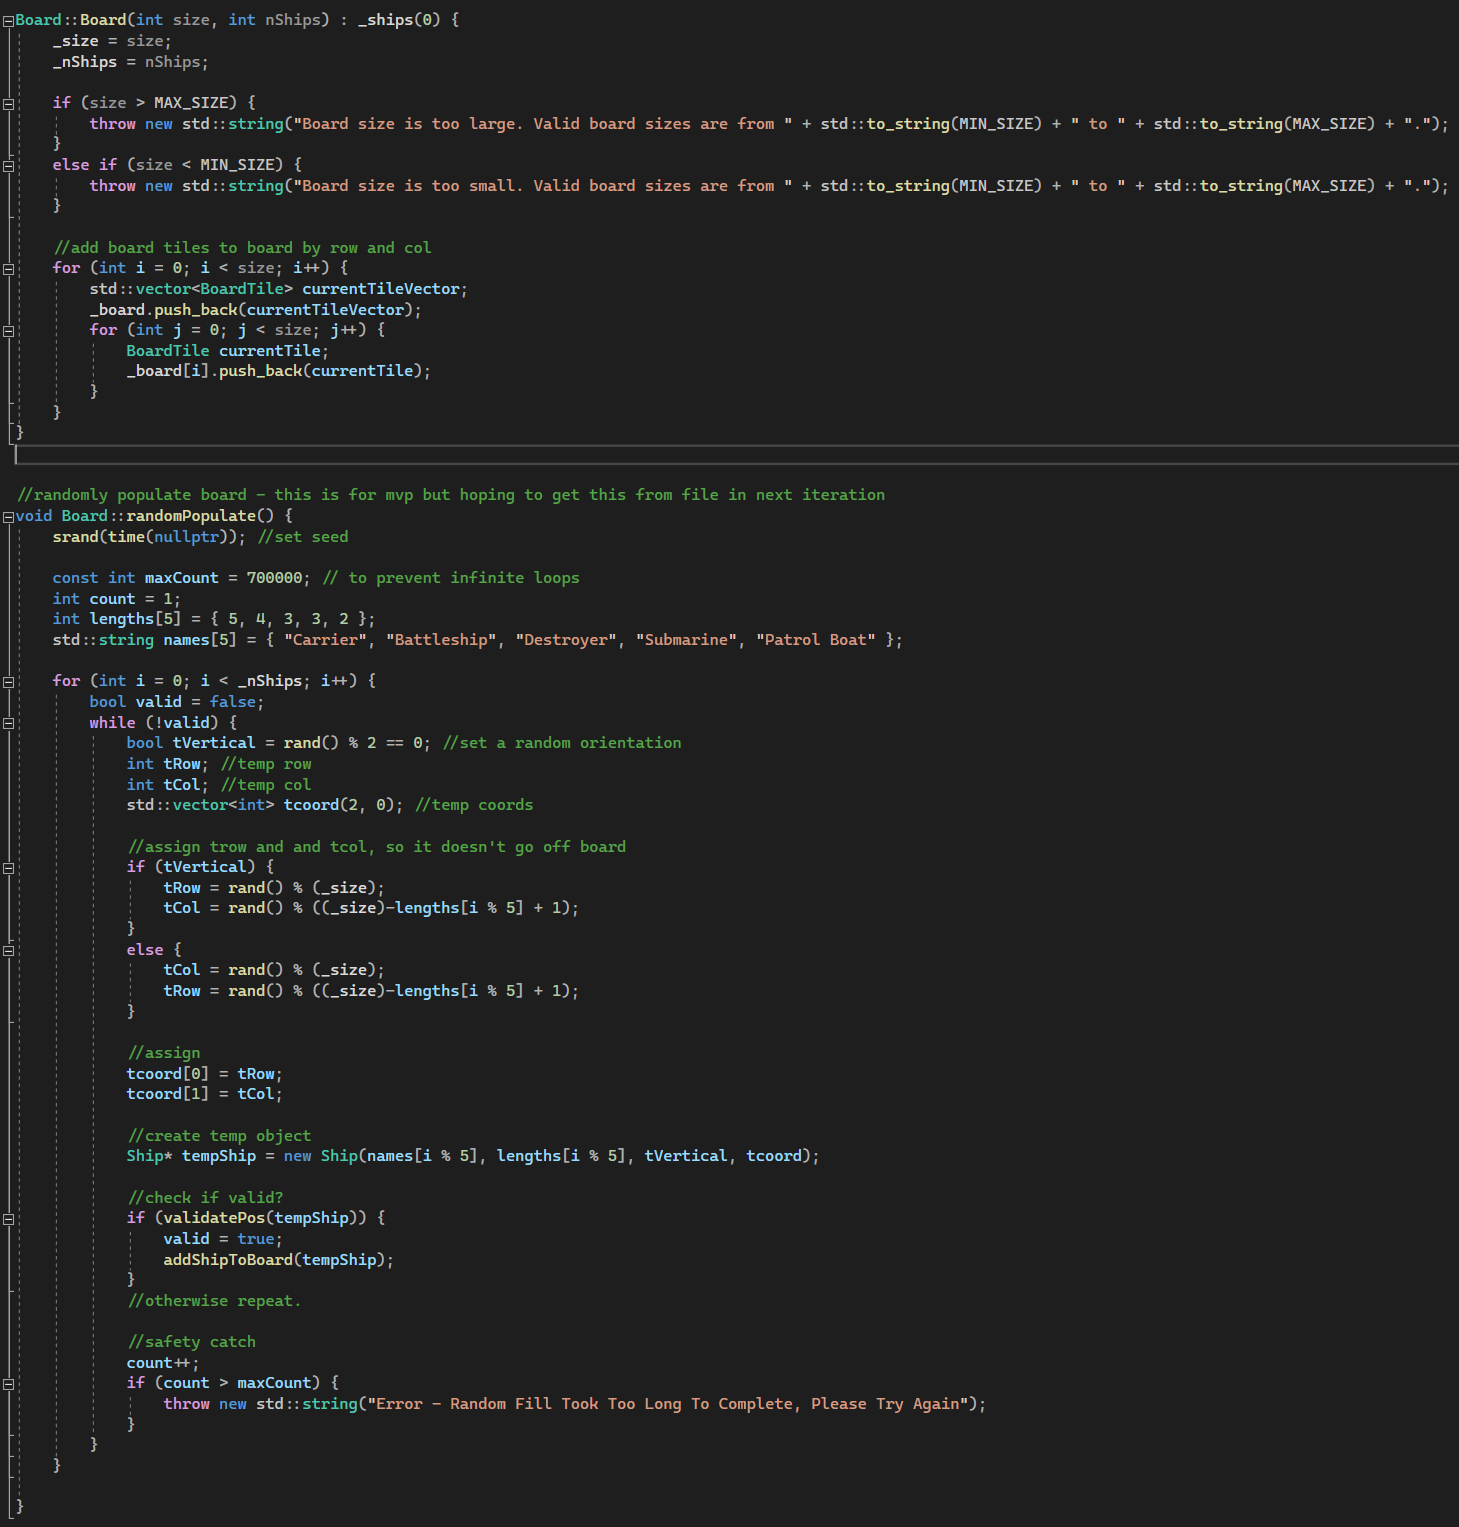 Board::Board(int size, int nShips) : _ships(0) {
    _size = size;
    _nShips = nShips;

    if (size > MAX_SIZE) {
        throw new std::string("Board size is too large. Valid board sizes are from " + std::to_string(MIN_SIZE) + " to " + std::to_string(MAX_SIZE) + ".");
    }
    else if (size < MIN_SIZE) {
        throw new std::string("Board size is too small. Valid board sizes are from " + std::to_string(MIN_SIZE) + " to " + std::to_string(MAX_SIZE) + ".");
    }

    //add board tiles to board by row and col
    for (int i = 0; i < size; i++) {
        std::vector<BoardTile> currentTileVector;
        _board.push_back(currentTileVector);
        for (int j = 0; j < size; j++) {
            BoardTile currentTile;
            _board[i].push_back(currentTile);
        }
    }
}

//randomly populate board - this is for mvp but hoping to get this from file in next iteration
void Board::randomPopulate() {
    srand(time(nullptr)); //set seed

    const int maxCount = 700000; // to prevent infinite loops
    int count = 1;
    int lengths[5] = { 5, 4, 3, 3, 2 };
    std::string names[5] = { "Carrier", "Battleship", "Destroyer", "Submarine", "Patrol Boat" };

    for (int i = 0; i < _nShips; i++) {
        bool valid = false;
        while (!valid) {
            bool tVertical = rand() % 2 == 0; //set a random orientation
            int tRow; //temp row
            int tCol; //temp col
            std::vector<int> tcoord(2, 0); //temp coords

            //assign trow and and tcol, so it doesn't go off board
            if (tVertical) {
                tRow = rand() % (_size);
                tCol = rand() % ((_size)-lengths[i % 5] + 1);
            }
            else {
                tCol = rand() % (_size);
                tRow = rand() % ((_size)-lengths[i % 5] + 1);
            }

            //assign
            tcoord[0] = tRow;
            tcoord[1] = tCol;

            //create temp object
            Ship* tempShip = new Ship(names[i % 5], lengths[i % 5], tVertical, tcoord);

            //check if valid?
            if (validatePos(tempShip)) {
                valid = true;
                addShipToBoard(tempShip);
            }
            //otherwise repeat.

            //safety catch
            count++;
            if (count > maxCount) {
                throw new std::string("Error - Random Fill Took Too Long To Complete, Please Try Again");
            }
        }
    }

}